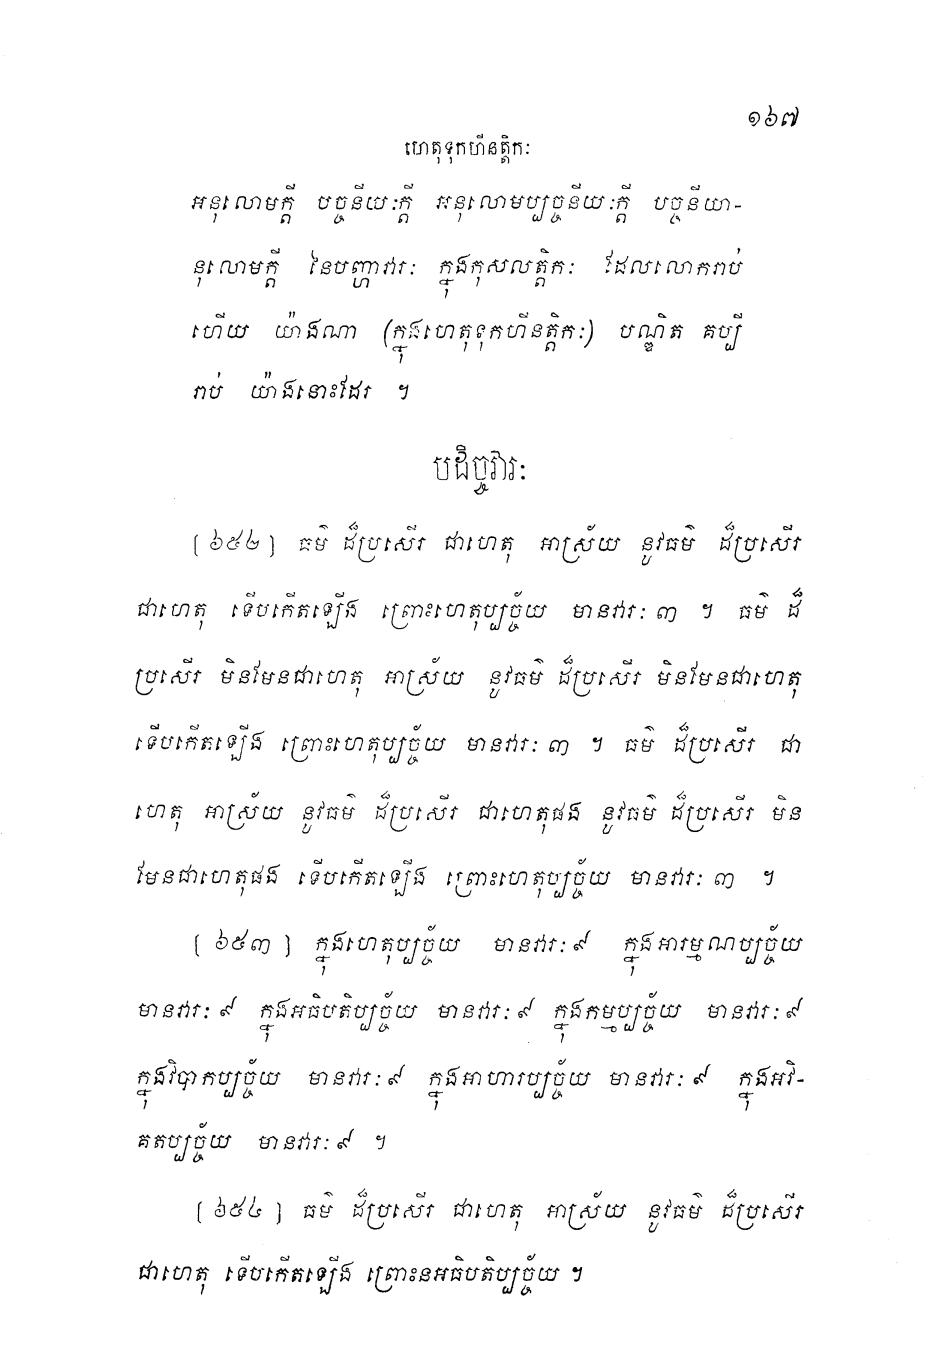 ១៦៧
ហេតុទុកហីនត្តិកៈ
អនុលោមក្តី បច្ចនីយៈក្តី អនុលោមប្បច្ចនីយៈក្តី បច្ចនីយា-
នុលោមក្តី នៃបញ្ហាវារៈ ក្នុងកុសលត្តិកៈ ដែលលោករាប់
ហើយ យ៉ាងណា (ក្នុងហេតុទុកហីនត្តិកៈ) បណ្ឌិត គប្បី
រាប់ យ៉ាងនោះដែរ ។
បដិច្ចវារៈ
[ ៦៥២ ] ធម៌ ដ៏ប្រសើរ ជាហេតុ អាស្រ័យ នូវធម៌ ដ៏ប្រសើរ
ជាហេតុ ទើបកើតឡើង ព្រោះហេតុប្បច្ច័យ មានវារៈ ៣ ។ ធម៌ ដ៏
ប្រសើរ មិនមែនជាហេតុ អាស្រ័យ នូវធម៌ ដ៏ប្រសើរ មិនមែនជាហេតុ
ទើបកើតឡើង ព្រោះហេតុប្បច្ច័យ មានវារៈ ៣ ។ ធម៌ ដ៏ប្រសើរ ជា
ហេតុ អាស្រ័យ នូវធម៌ ដ៏ប្រសើរ ជាហេតុផង នូវធម៌ ដ៏ប្រសើរ មិន
មែនជាហេតុផង ទើបកើតឡើង ព្រោះហេតុប្បច្ច័យ មានវារៈ ៣ ។
[ ៦៥៣ ] ក្នុងហេតុប្បច្ច័យ មានវារៈ ៩ ក្នុងអារម្មណប្បច្ច័យ
មានវារៈ ៩ ក្នុងអធិបតិប្បច្ច័យ មានវារៈ ៩ ក្នុងកម្មប្បច្ច័យ មានវារៈ ៩
ក្នុងវិបាកប្បច្ច័យ មានវារៈ ៩ ក្នុងអាហារប្បច្ច័យ មានវារៈ ៩ ក្នុងអវិ-
គតប្បច្ច័យ មានវារៈ ៩ ។
[ ៦៥៤ ] ធម៌ ដ៏ប្រសើរ ជាហេតុ អាស្រ័យ នូវធម៌ ដ៏ប្រសើរ
ជាហេតុ ទើបកើតឡើង ព្រោះនអធិបតិប្បច្ច័យ ។